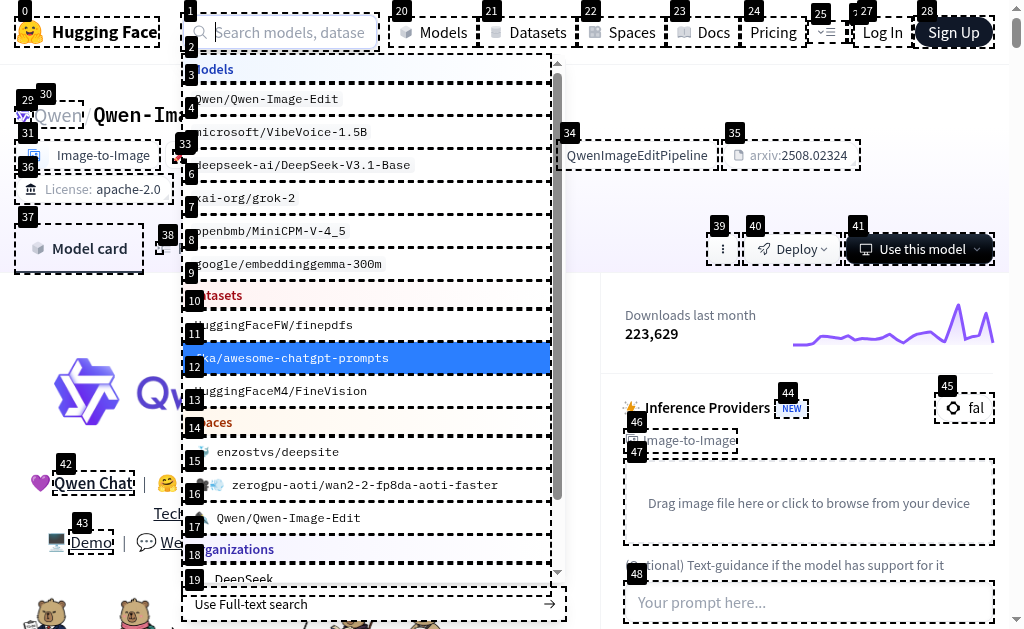 0
1
20
21
22
23
24
25
27
28
Hugging Face
Search models, datase
Models
Datasets
Spaces
Docs
Pricing
Log In
Sign Up
2
3
odels
4
Qwen/Qwen-Image-Edit
microsoft/VibeVoice-1.5B
6
deepseek-ai/DeepSeek-V3.1-Base
7
xai-org/grok-2
8
openbmb/MiniCPM-V-4_5
9
google/embeddinggemma-300m
10
atasets
11
HuggingFaceFW/finepdfs
12
fka/awesome-chatgpt-prompts
13
HuggingFaceM4/FineVision
14
paces
15
enzostvs/deepsite
16
zerogpu-aoti/wan2-2-fp8da-aoti-faster
17
Qwen/Qwen-Image-Edit
18
rganizations
19
DeepSeek
Use Full-text search
29
30
Qwen/Qwen-Ima
31
Image-to-Image
33
34
QwenImageEditPipeline
35
arxiv:2508.02324
36
License: apache-2.0
37
Model card
38
39
40
Deploy
41
Use this model
Qw
42
Qwen Chat |
Tech
43
Demo |
We
Downloads last month
223,629
44
Inference Providers NEW
45
fal
46
Image-to-Image
47
Drag image file here or click to browse from your device
(Optional) Text-guidance if the model has support for it
48
Your prompt here...